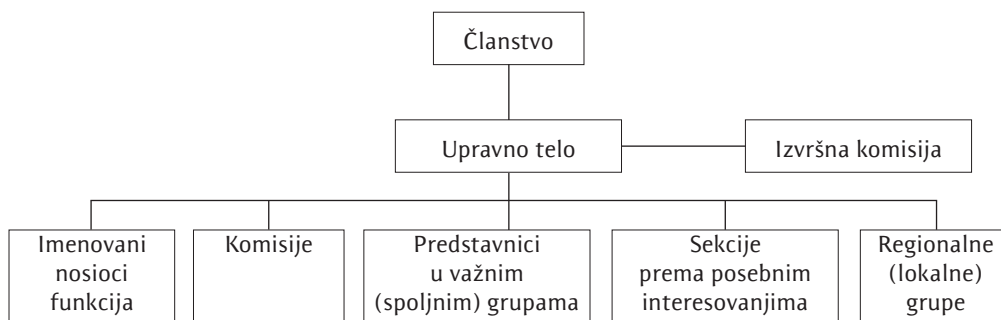 Članstvo
Upravno telo
Izvršna komisija
Imenovani
nosioci
funkcija
Komisije
Predstavnici
u važnim
(spoljnim) grupama
Sekcije
prema posebnim
interesovanjima
Regionalne
(lokalne)
grupe